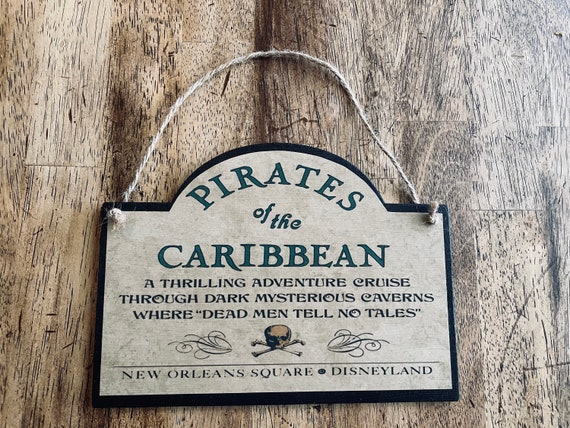 PIRATES
of the
CARIBBEAN
A THRILLING ADVENTURE CRUISE
THROUGH DARK MYSTERIOUS CAVERNS
WHERE "DEAD MEN TELL NO TALES"
NEW ORLEANS SQUARE • DISNEYLAND